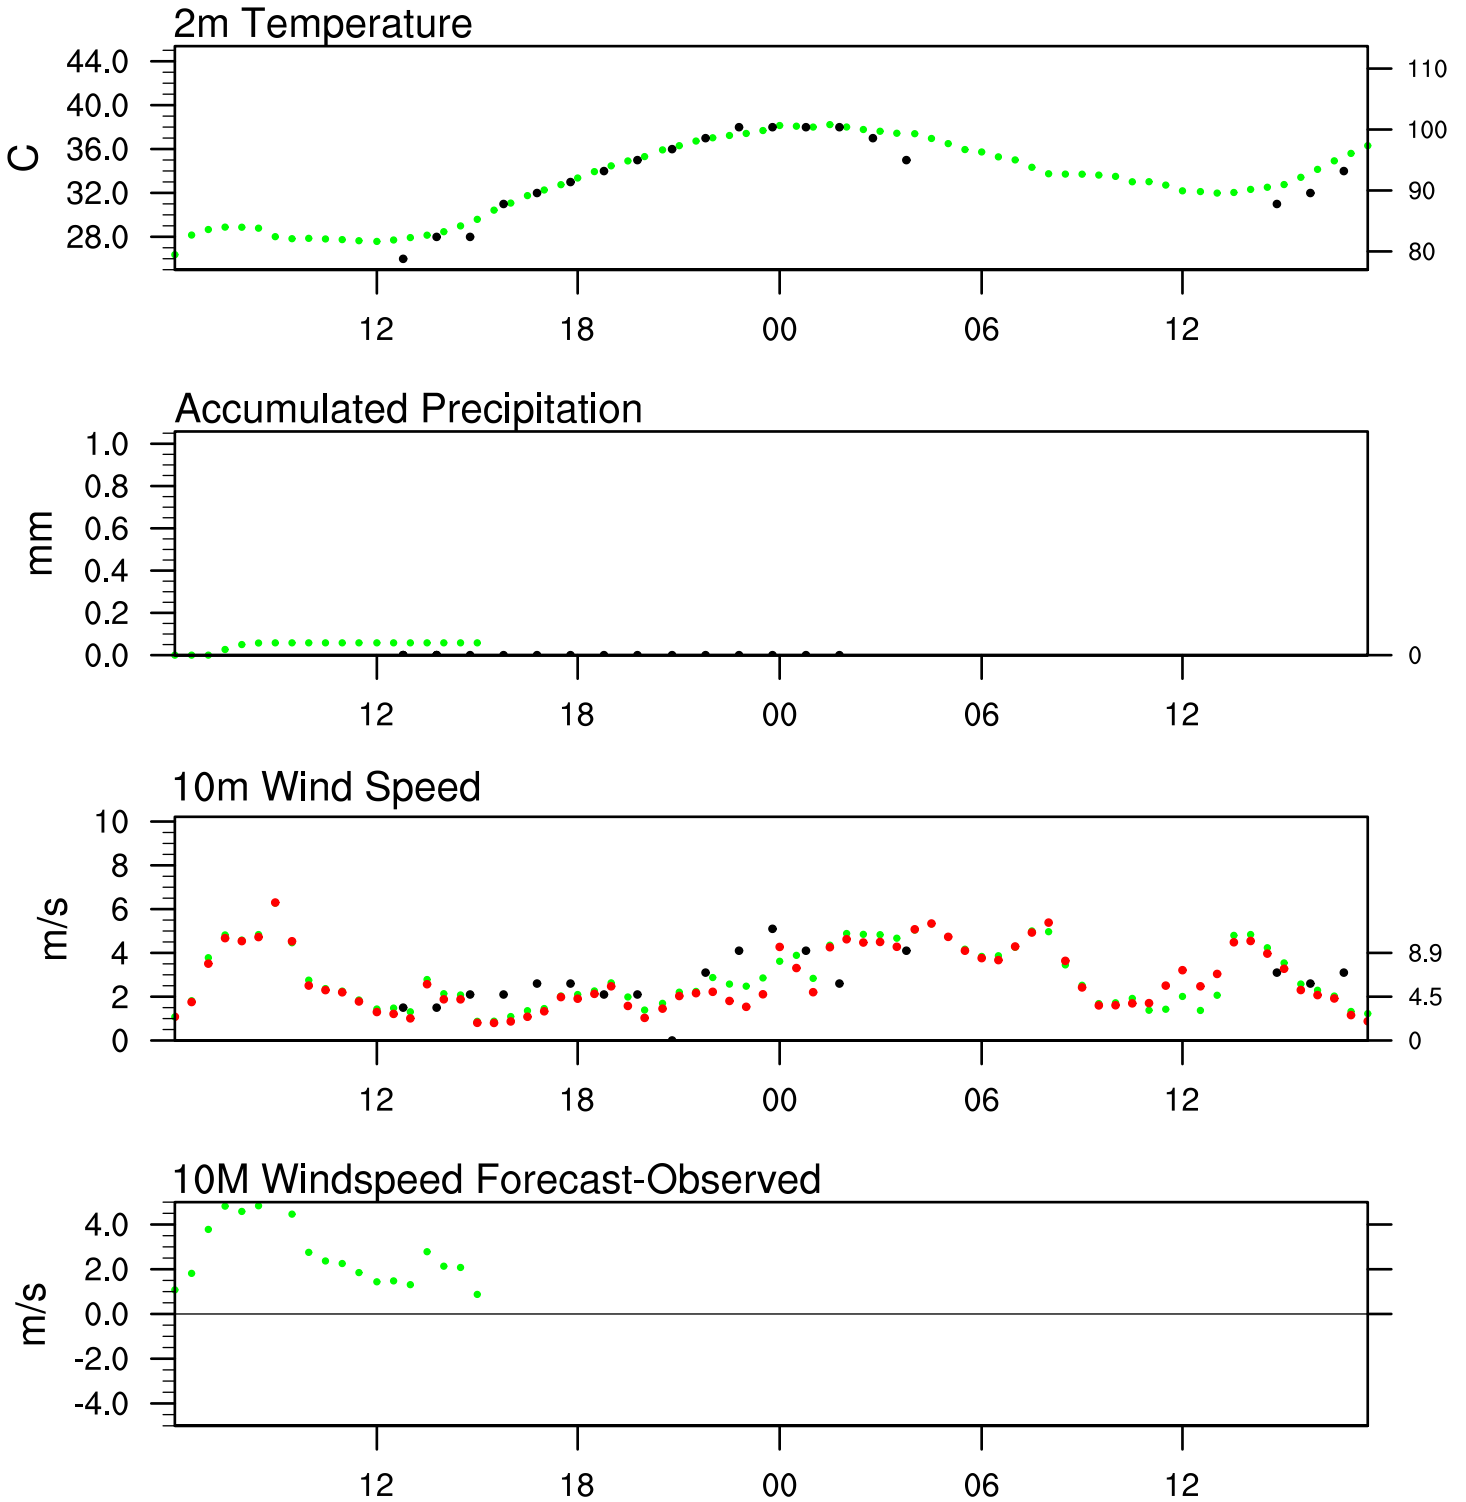 2m Temperature
44.0
40.0
36.0
32.0
28.0
C
110
100
90
80
12 18 00 06 12
Accumulated Precipitation
1.0
0.8
0.6
0.4
0.2
0.0
mm
0
12 18 00 06 12
10m Wind Speed
10
8
6
4
2
0
m/s
8.9
4.5
0
12 18 00 06 12
10M Windspeed Forecast-Observed
4.0
2.0
0.0
-2.0
-4.0
m/s
12 18 00 06 12